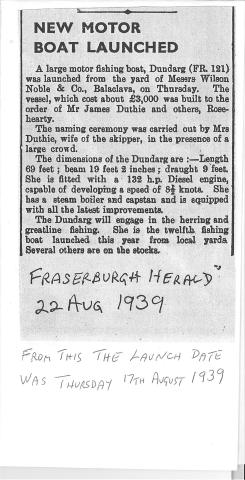 NEW MOTOR
BOAT LAUNCHED
A large motor fishing boat, Dundarg (FR. 121)
was launched from the yard of Messrs Wilson
Noble & Co., Balaclava, on Thursday. The
vessel, which cost about £3,000 was built to the
order of Mr James Duthie and others, Rose-
hearty.
The naming ceremony was carried out by Mrs
Duthie, wife of the skipper, in the presence of a
large crowd.
The dimensions of the Dundarg are :—Length
69 feet ; beam 19 feet 2 inches ; draught 9 feet.
She is fitted with a 132 h.p. Diesel engine,
capable of developing a speed of 8½ knots. She
has a steam boiler and capstan and is equipped
with all the latest improvements.
The Dundarg will engage in the herring and
greatline fishing. She is the twelfth fishing
boat launched this year from local yards
Several others are on the stocks.
FRASERBURGH HERALD"
22 AUG 1939
FROM THIS THE LAUNCH DATE
WAS THURSDAY 17TH AUGUST 1939